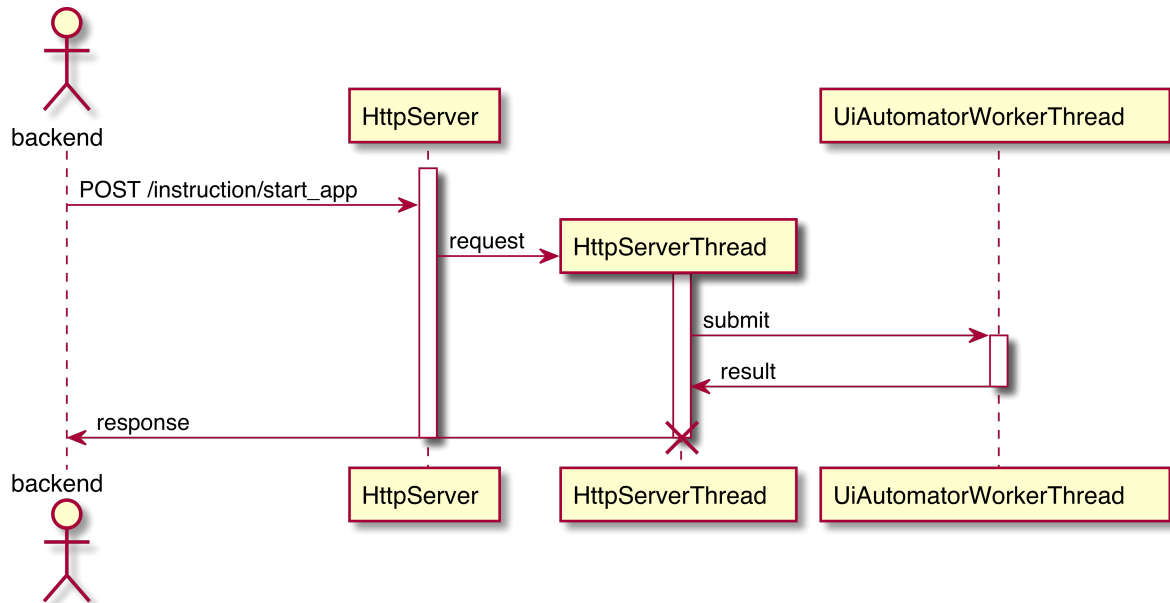 backend
HttpServer
UiAutomatorWorkerThread
POST /instruction/start_app
request
HttpServerThread
submit
result
response
backend
HttpServer
HttpServerThread
UiAutomatorWorkerThread